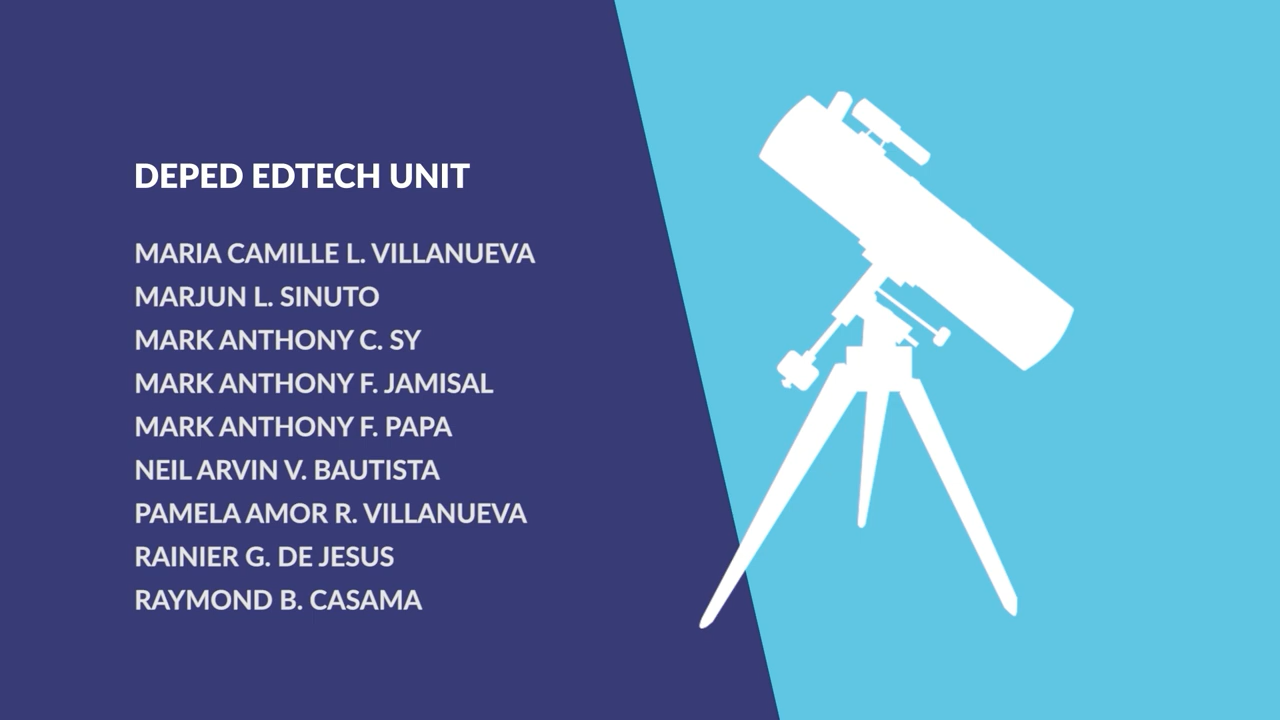 DEPED EDTECH UNIT
MARIA CAMILLE L. VILLANUEVA
MARJUN L. SINUTO
MARK ANTHONY C. SY
MARK ANTHONY F. JAMISAL
MARK ANTHONY F. PAPA
NEIL ARVIN V. BAUTISTA
PAMELA AMOR R. VILLANUEVA
RAINIER G. DE JESUS
RAYMOND B. CASAMA